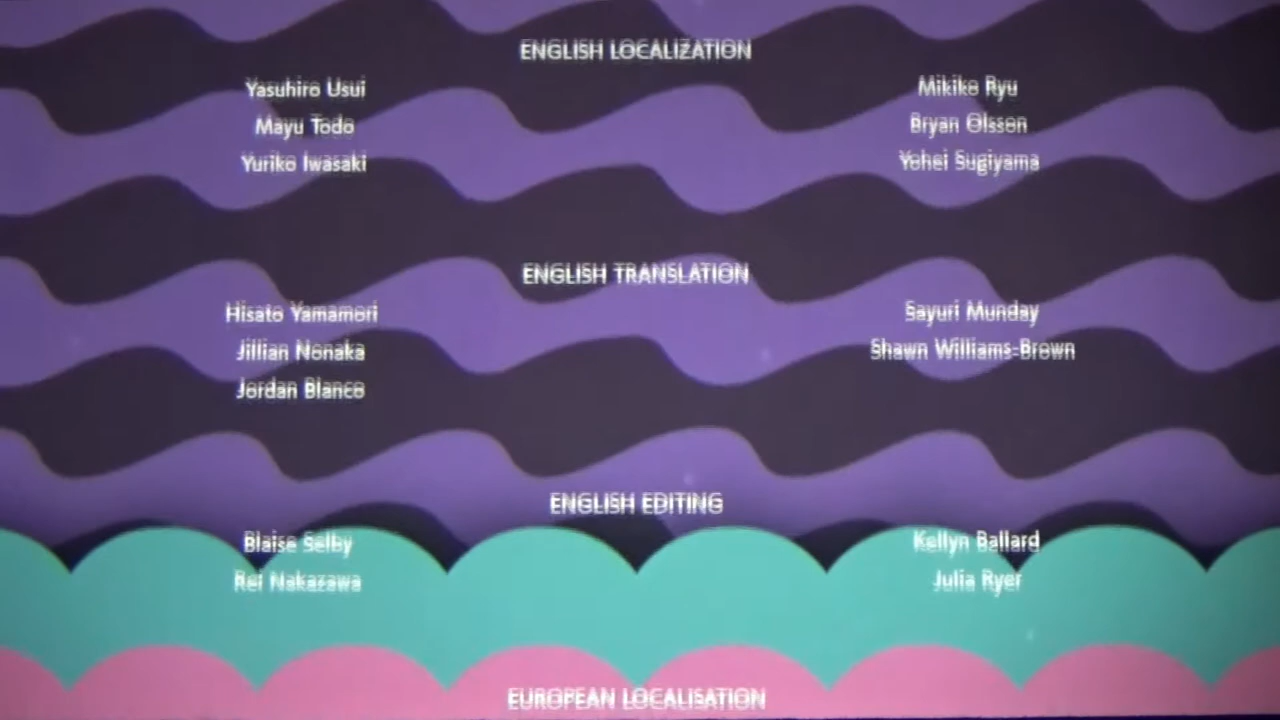 ENGLISH LOCALIZATION
Yasuhiro Usui Mikiko Ryu
Mayu Todo Bryan Olsson
Yuriko Iwasaki Yohei Sugiyama
ENGLISH TRANSLATION
Hisato Yamamori Sayuri Munday
Jillian Nonaka Shawn Williams-Brown
Jordan Blanco
ENGLISH EDITING
Blaise Selby Kellyn Ballard
Rei Nakazawa Julia Ryer
EUROPEAN LOCALISATION